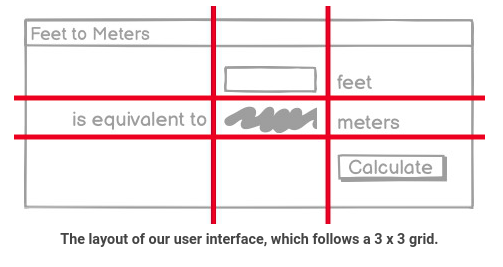 Feet to Meters
feet
is equivalent to
meters
Calculate
The layout of our user interface, which follows a 3 x 3 grid.